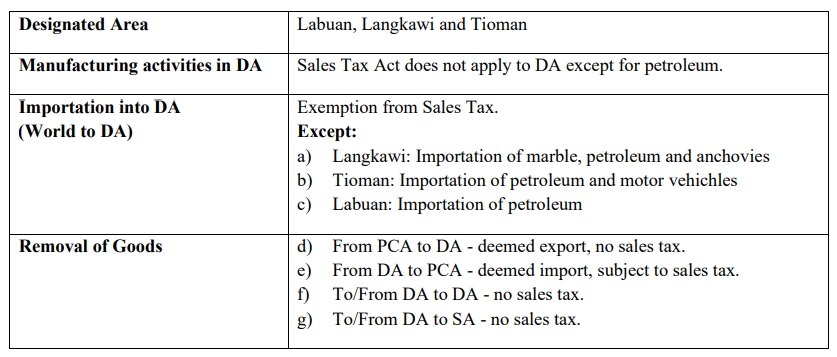 Designated Area
Labuan, Langkawi and Tioman
Manufacturing activities in DA
Sales Tax Act does not apply to DA except for petroleum.
Importation into DA
(World to DA)
Exemption from Sales Tax.
Except:
a) Langkawi: Importation of marble, petroleum and anchovies
b) Tioman: Importation of petroleum and motor vehichles
c) Labuan: Importation of petroleum
Removal of Goods
d) From PCA to DA - deemed export, no sales tax.
e) From DA to PCA - deemed import, subject to sales tax.
f) To/From DA to DA - no sales tax.
g) To/From DA to SA - no sales tax.